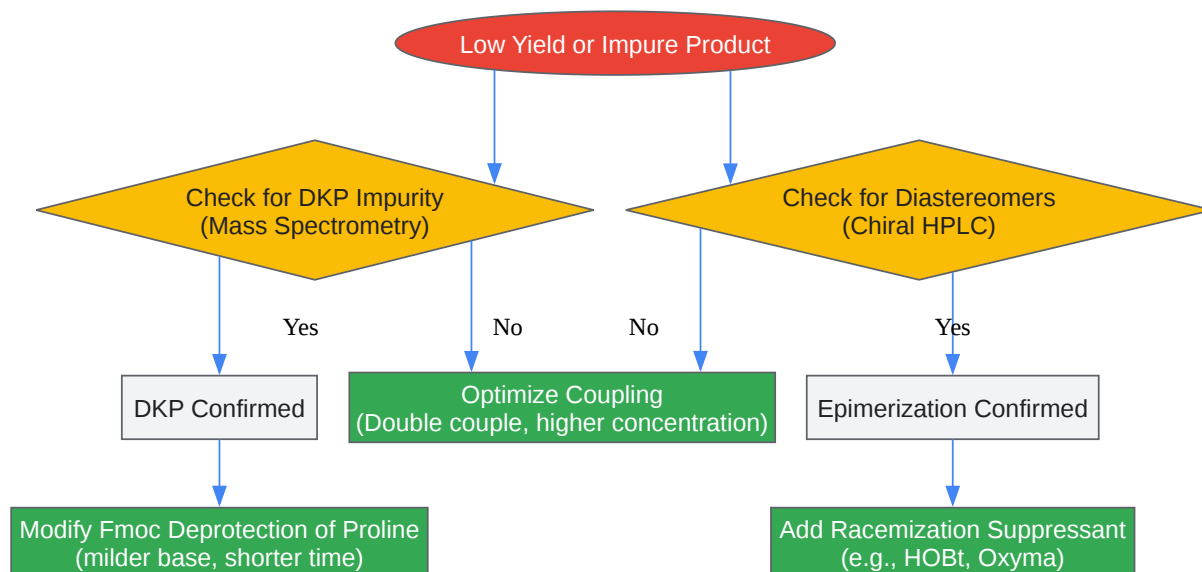 Low Yield or Impure Product
Check for DKP Impurity
(Mass Spectrometry)
Check for Diastereomers
(Chiral HPLC)
Yes
No
No
Yes
DKP Confirmed
Optimize Coupling
(Double couple, higher concentration)
Epimerization Confirmed
Modify Fmoc Deprotection of Proline
(milder base, shorter time)
Add Racemization Suppressant
(e.g., HOBt, Oxyma)